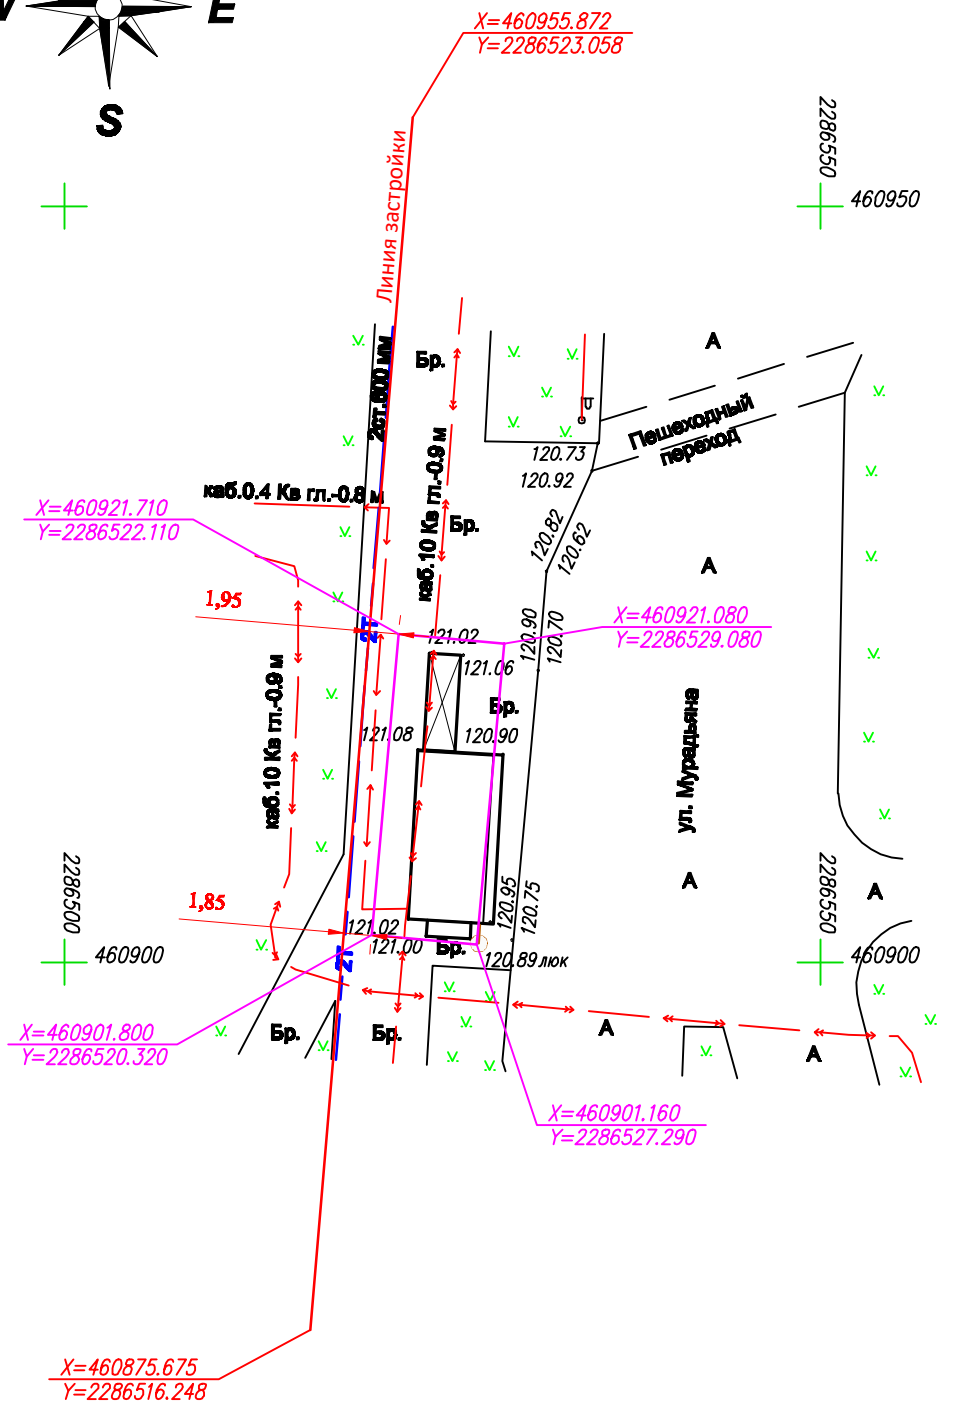 E
S
X=460955.872
Y=2286523.058
Линия застройки
2286550
460950
2ст.600 мм
Бр.
А
Пешеходный
переход
120.73
120.92
каб.0.4 Кв гл.-0.8 м
каб.10 Кв гл.-0.9 м
Бр.
120.82
120.62
X=460921.710
Y=2286522.110
А
1,95
2Т
121.02
120.90
120.70
X=460921.080
Y=2286529.080
121.06
Бр.
каб.10 Кв гл.-0.9 м
121.08
120.90
ул. Мурадьяна
2286500
460900
1,85
121.02
121.00
Бр.
120.95
120.75
120.89 люк
А
А
2286550
460900
2Т
X=460901.800
Y=2286520.320
Бр.
Бр.
А
А
X=460901.160
Y=2286527.290
X=460875.675
Y=2286516.248